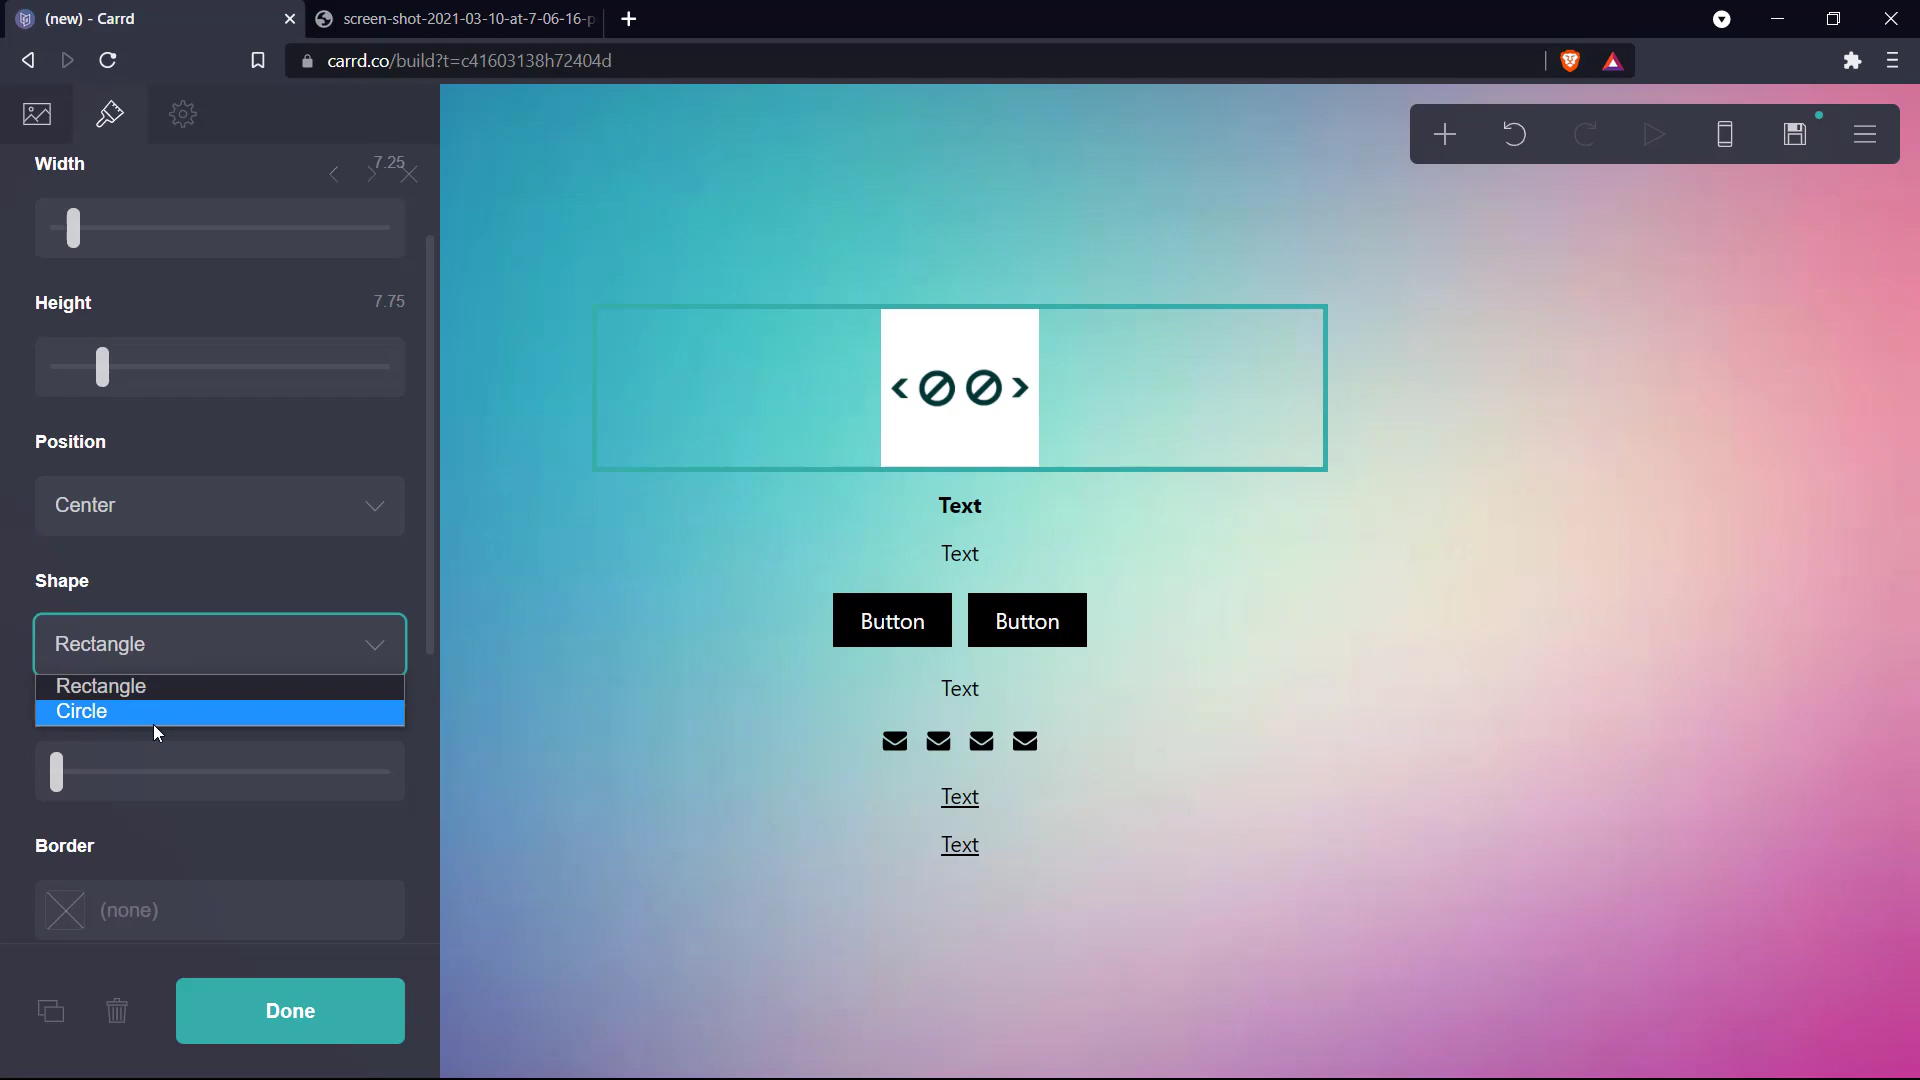 (new) - Carrd
screen-shot-2021-03-10-at-7-06-16-p
carrd.co/build?t=c41603138h72404d
Width
7.25
Height
7.75
Position
Center
Shape
Rectangle
Rectangle
Circle
Border
(none)
Done
Text
Text
Button
Button
Text
Text
Text